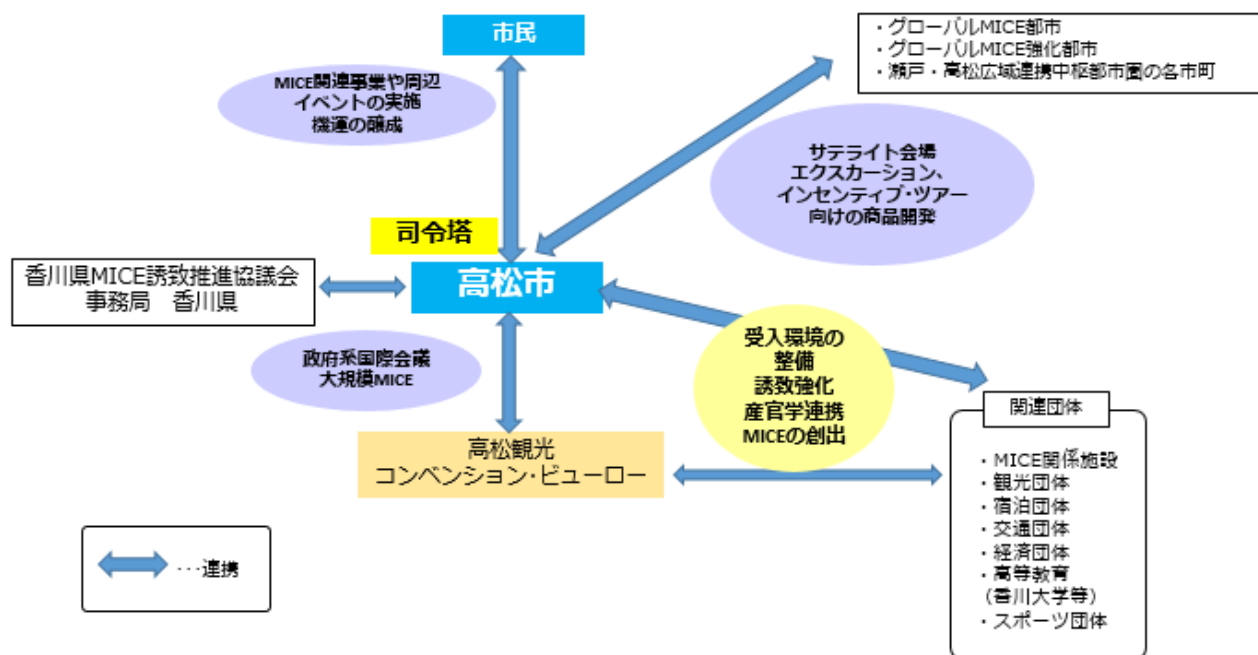 市民
・グローバルMICE都市
・グローバルMICE強化都市
・瀬戸・高松広域連携中枢都市圏の各市町
MICE関連事業や周辺
イベントの実施
機運の醸成
サテライト会場
エクスカーション、
インセンティブ・ツアー
向けの商品開発
司令塔
高松市
香川県MICE誘致推進協議会
事務局　香川県
政府系国際会議
大規模MICE
受入環境の
整備
誘致強化
産官学連携
MICEの創出
高松観光
コンベンション・ビューロー
関連団体
・MICE関係施設
・観光団体
・宿泊団体
・交通団体
・経済団体
・高等教育
（香川大学等）
・スポーツ団体
･･･連携